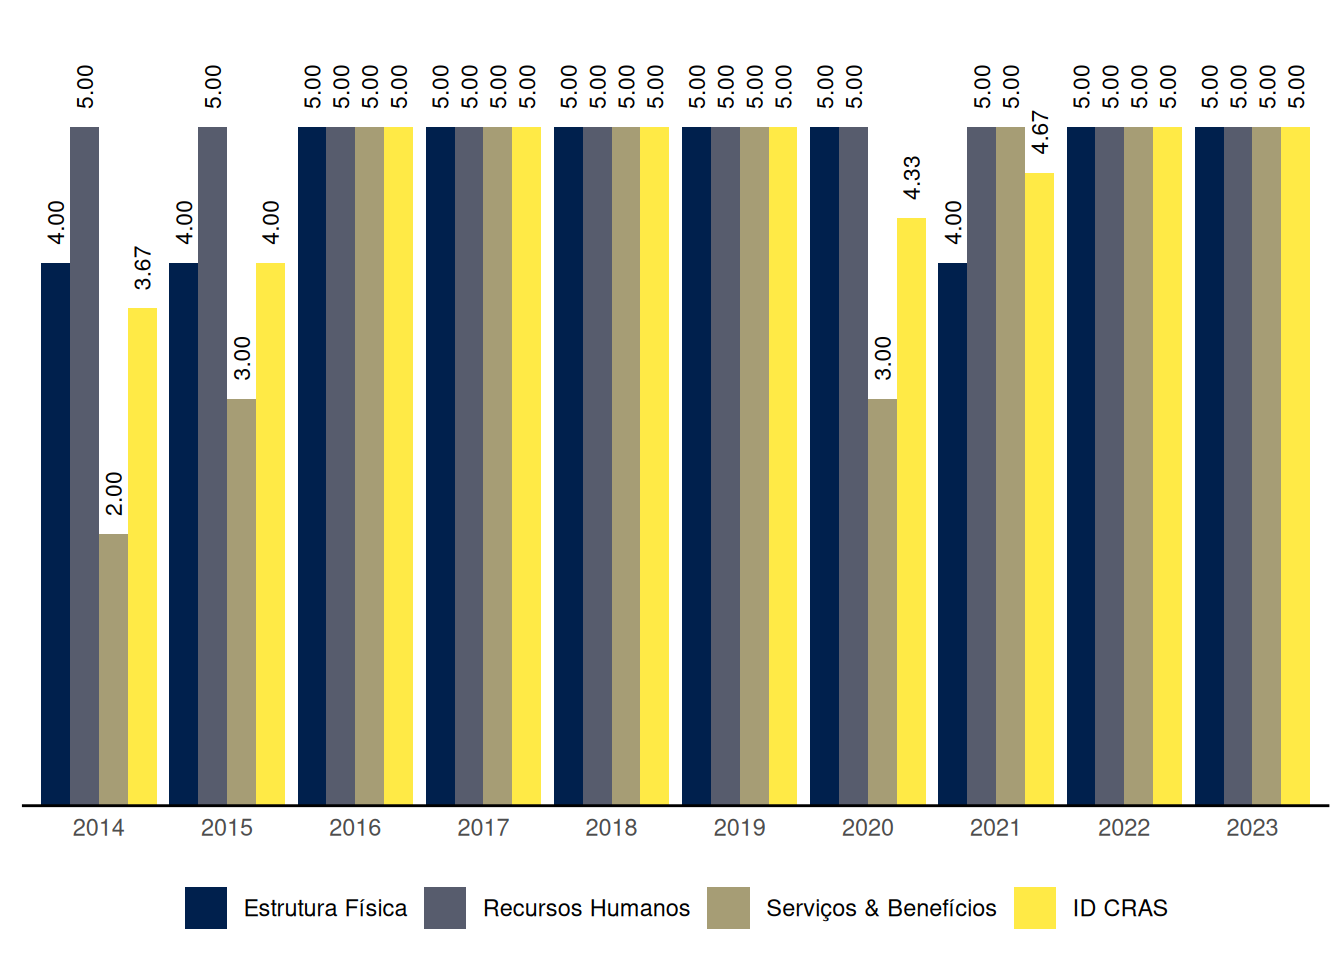 5.00 5.00 5.00 5.00 5.00 5.00 5.00 5.00 5.00 5.00 5.00 5.00 5.00 5.00 5.00 5.00 5.00 5.00 5.00 5.00 5.00 5.00 5.00 5.00 5.00 5.00 5.00 5.00 5.00 5.00
4.67
4.33
4.00 4.00 4.00 4.00
3.67
3.00 3.00
2.00
2014 2015 2016 2017 2018 2019 2020 2021 2022 2023
Estrutura Física Recursos Humanos Serviços & Benefícios ID CRAS